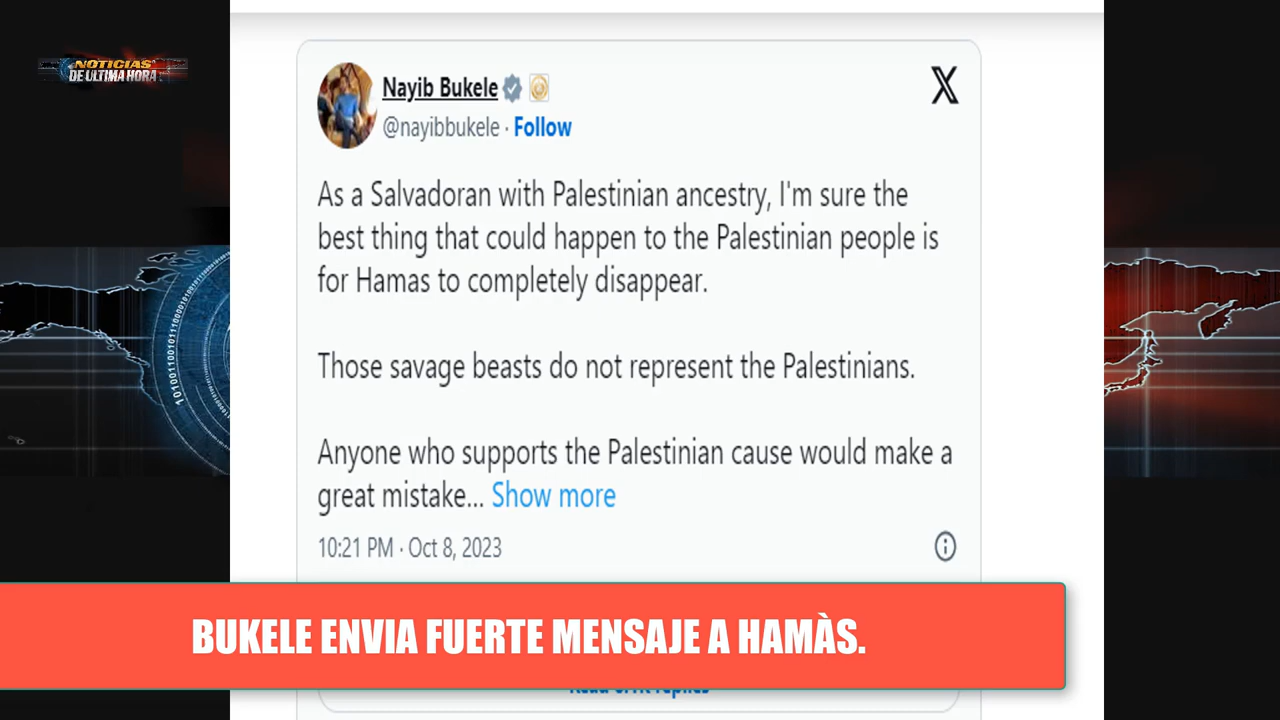 NOTICIAS
DE ULTIMA HORA
Nayib Bukele
@nayibbukele · Follow
As a Salvadoran with Palestinian ancestry, I'm sure the
best thing that could happen to the Palestinian people is
for Hamas to completely disappear.
Those savage beasts do not represent the Palestinians.
Anyone who supports the Palestinian cause would make a
great mistake... Show more
10:21 PM · Oct 8, 2023
BUKELE ENVIA FUERTE MENSAJE A HAMÀS.